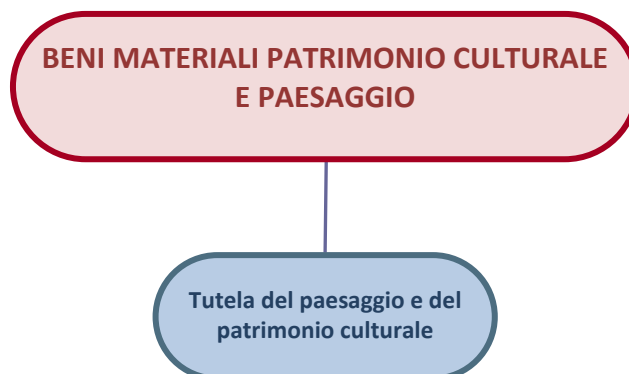 BENI MATERIALI PATRIMONIO CULTURALE
E PAESAGGIO
Tutela del paesaggio e del
patrimonio culturale